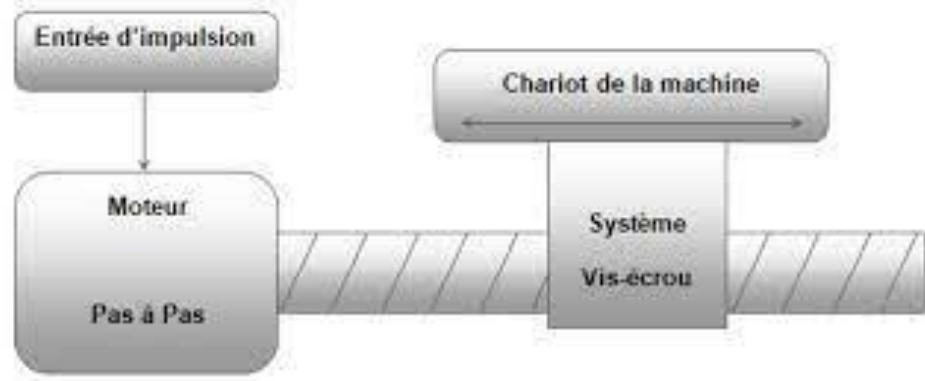 Entrée d'impulsion
Chariot de la machine
Moteur
Pas à Pas
Système
Vis-écrou